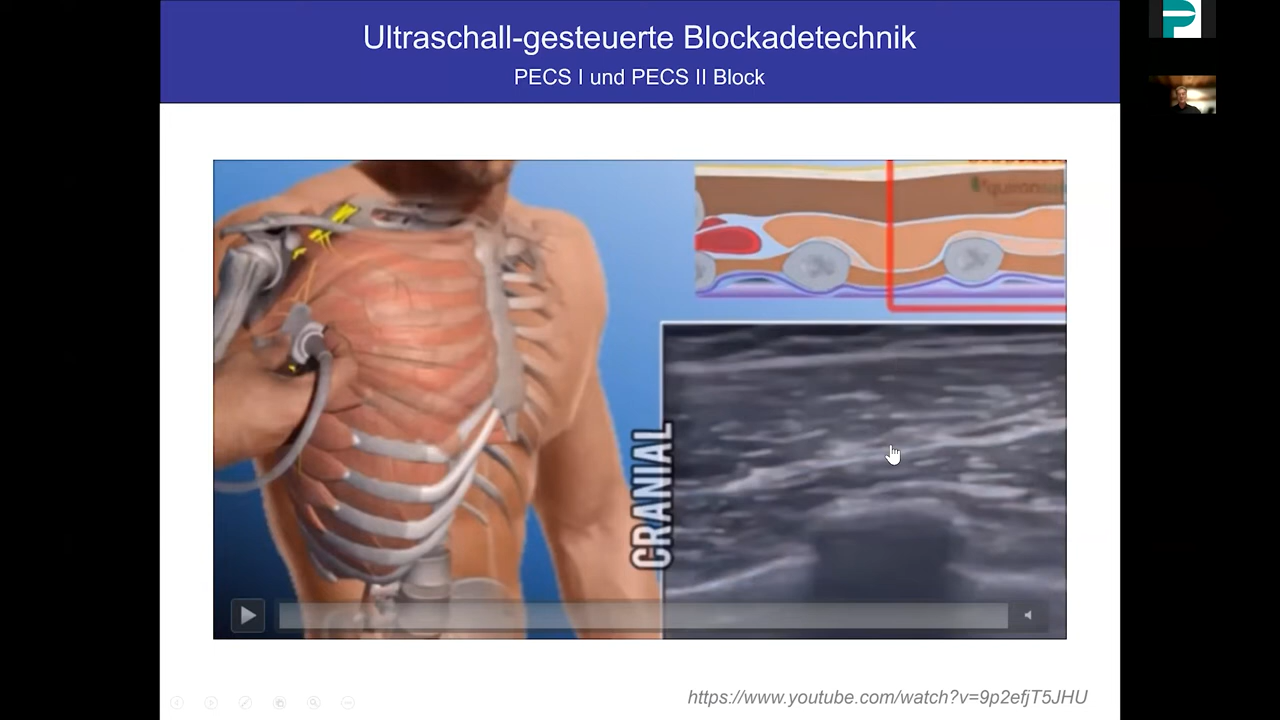 Ultraschall-gesteuerte Blockadetechnik
PECS I und PECS II Block
CRANIAL
https://www.youtube.com/watch?v=9p2efjT5JHU